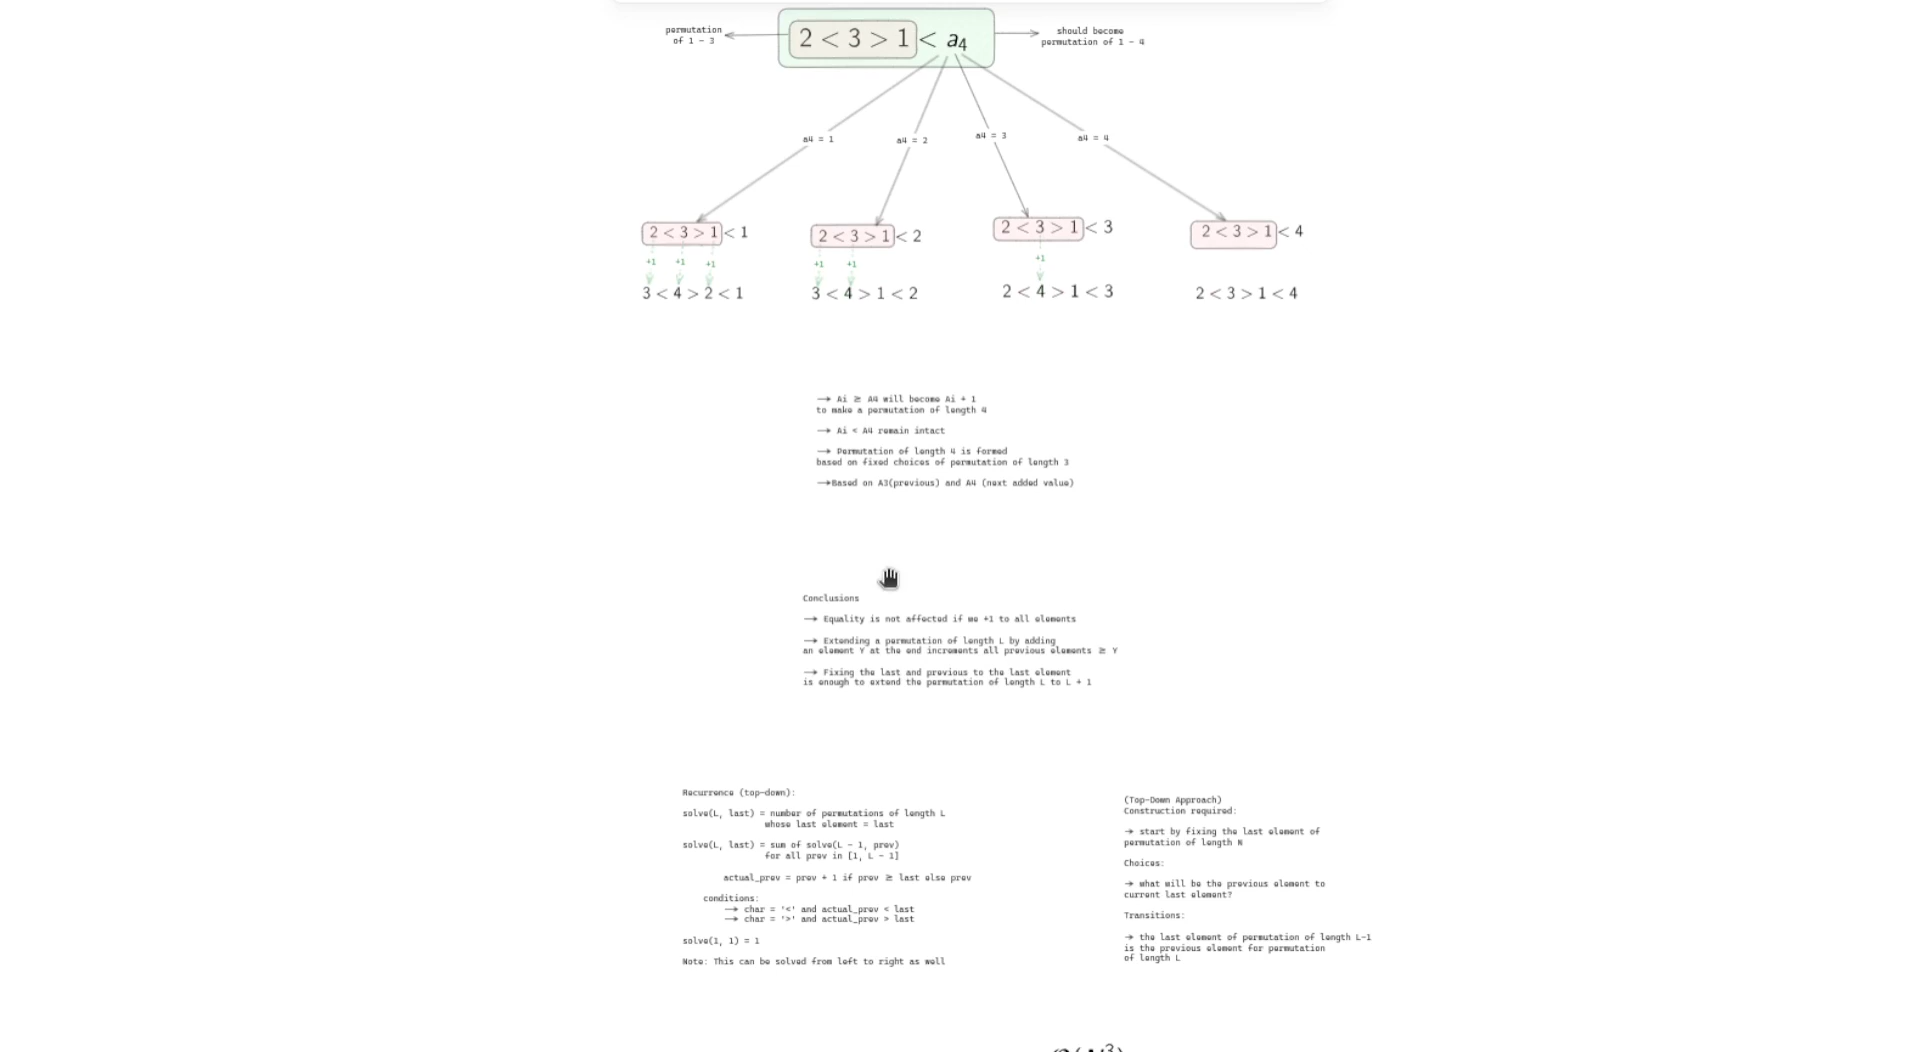 permutation
of 1 - 3
2 < 3 > 1 < a4
should become
permutation of 1 - 4
a4 = 1
a4 = 2
a4 = 3
a4 = 4
2 < 3 > 1 < 1
2 < 3 > 1 < 2
2 < 3 > 1 < 3
2 < 3 > 1 < 4
+1 +1 +1
+1 +1
+1
3 < 4 > 2 < 1
3 < 4 > 1 < 2
2 < 4 > 1 < 3
2 < 3 > 1 < 4
→ Ai ≥ A4 will become Ai + 1
to make a permutation of length 4
→ Ai < A4 remain intact
→ Permutation of length 4 is formed
based on fixed choices of permutation of length 3
→Based on A3(previous) and A4 (next added value)
Conclusions
→ Equality is not affected if we +1 to all elements
→ Extending a permutation of length L by adding
an element Y at the end increments all previous elements ≥ Y
→ Fixing the last and previous to the last element
is enough to extend the permutation of length L to L + 1
Recurrence (top-down):
solve(L, last) = number of permutations of length L
whose last element = last
solve(L, last) = sum of solve(L - 1, prev)
for all prev in [1, L - 1]
actual_prev = prev + 1 if prev ≥ last else prev
conditions:
→ char = '<' and actual_prev < last
→ char = '>' and actual_prev > last
solve(1, 1) = 1
Note: This can be solved from left to right as well
(Top-Down Approach)
Construction required:
→ start by fixing the last element of
permutation of length N
Choices:
→ what will be the previous element to
current last element?
Transitions:
→ the last element of permutation of length L-1
is the previous element for permutation
of length L